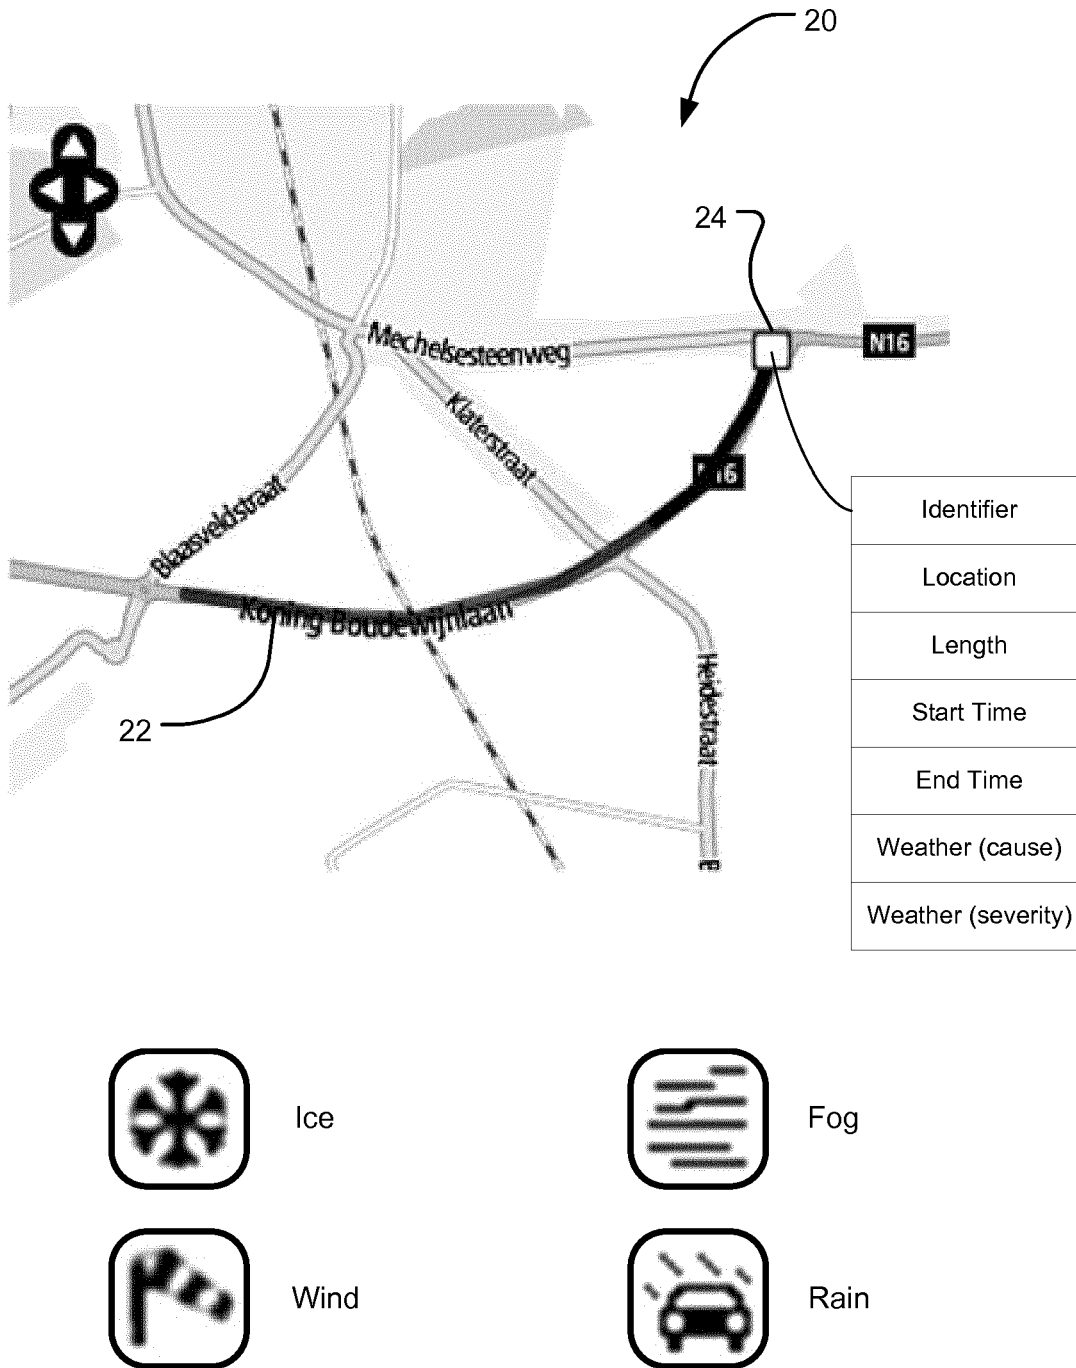 20
24
Mechelsesteenweg
N16
Klaterstraat
N16
Blaasveldstraat
Identifier
Location
Koning Boudewijnlaan
Length
Heidestraat
Start Time
22
End Time
Weather (cause)
Weather (severity)
Ice
Fog
Wind
Rain